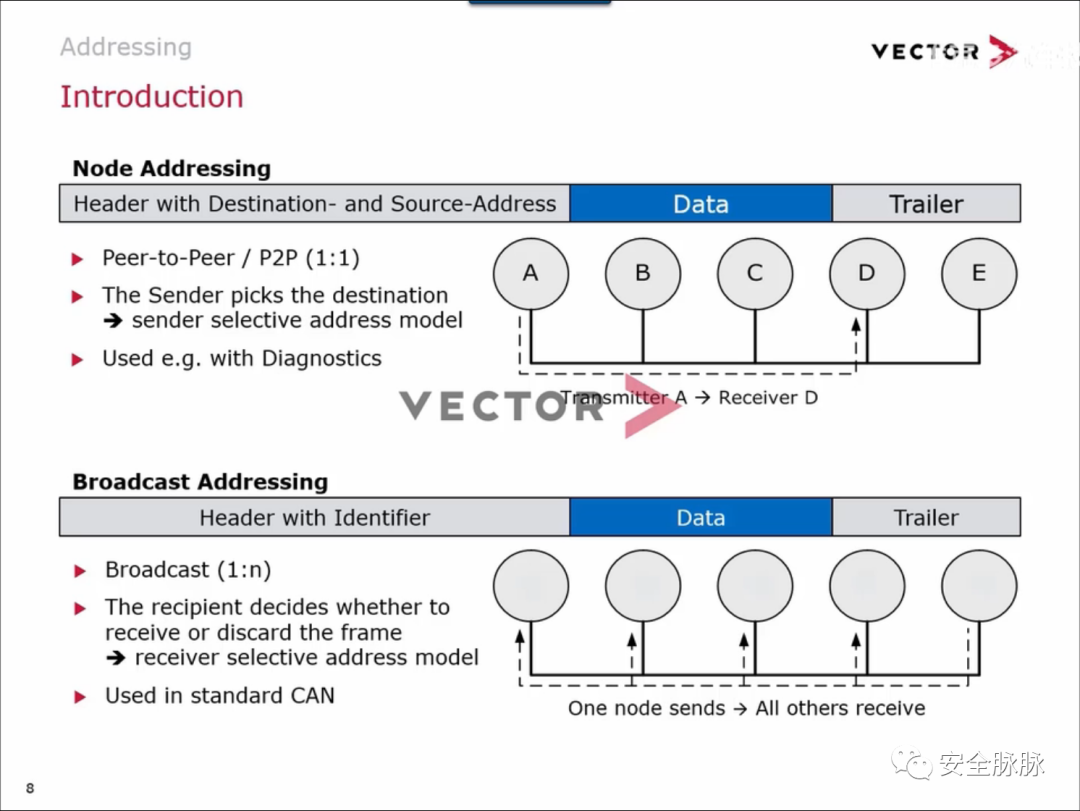 Addressing
VECTOR
Introduction
Node Addressing
Header with Destination- and Source-Address
Data
Trailer
Peer-to-Peer / P2P (1:1)
The Sender picks the destination
➔ sender selective address model
Used e.g. with Diagnostics
A
B
C
D
E
Transmitter A → Receiver D
VECTOR
Broadcast Addressing
Header with Identifier
Data
Trailer
Broadcast (1:n)
The recipient decides whether to
receive or discard the frame
➔ receiver selective address model
Used in standard CAN
One node sends → All others receive
安全脉脉
8